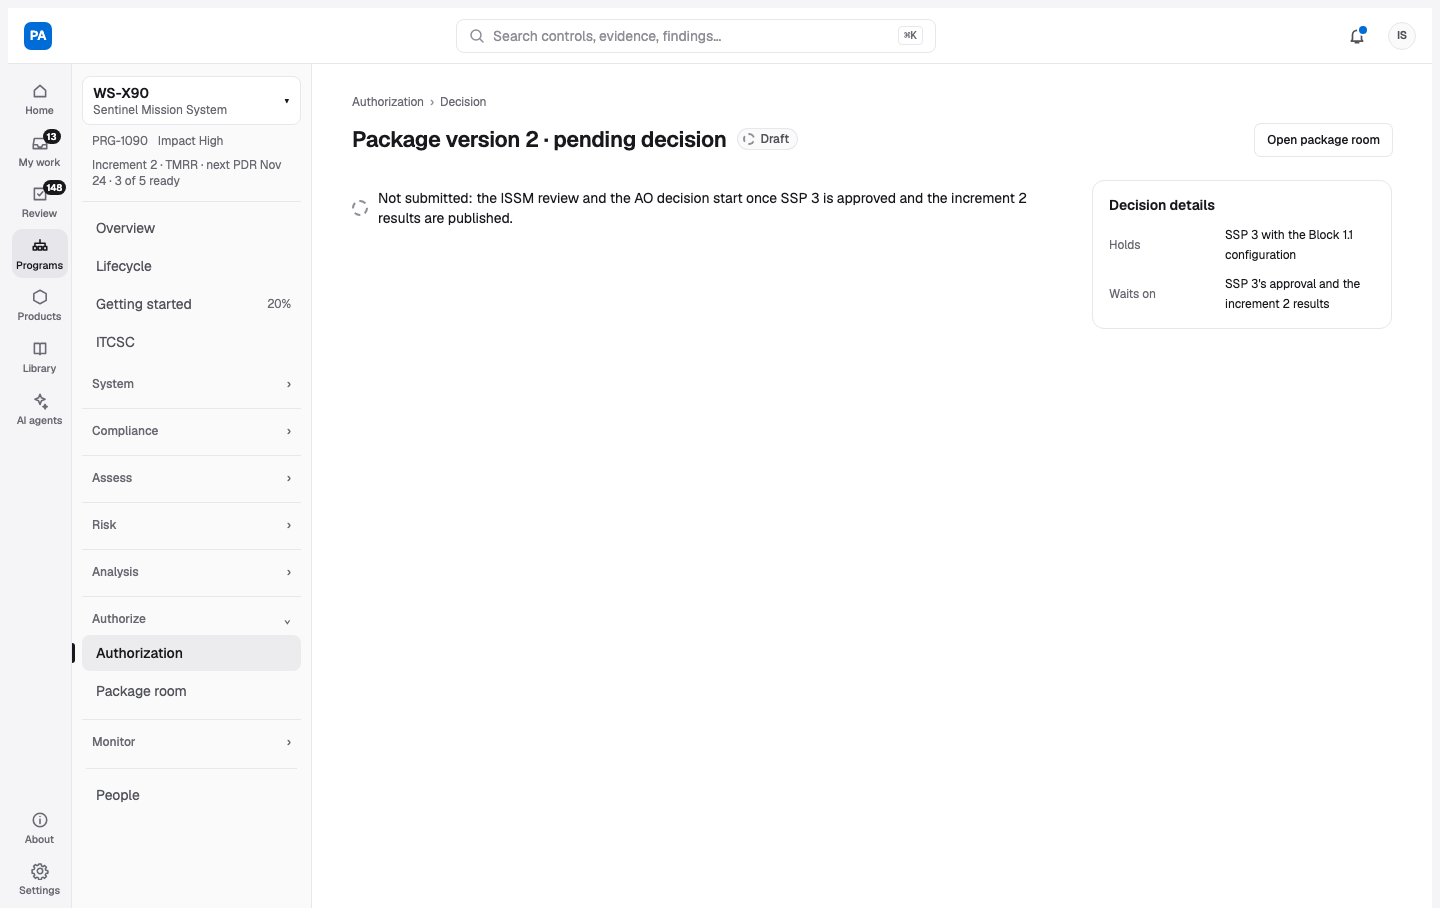 PA
Search controls, evidence, findings...
⌘K
IS
Home
13
My work
148
Review
Programs
Products
Library
AI agents
About
Settings
WS-X90
Sentinel Mission System
PRG-1090 Impact High
Increment 2 · TMRR · next PDR Nov
24 · 3 of 5 ready
Overview
Lifecycle
Getting started 20%
ITCSC
System
Compliance
Assess
Risk
Analysis
Authorize
Authorization
Package room
Monitor
People
Authorization › Decision
Package version 2 · pending decision
Draft
Open package room
Not submitted: the ISSM review and the AO decision start once SSP 3 is approved and the increment 2
results are published.
Decision details
Holds
SSP 3 with the Block 1.1
configuration
Waits on
SSP 3's approval and the
increment 2 results